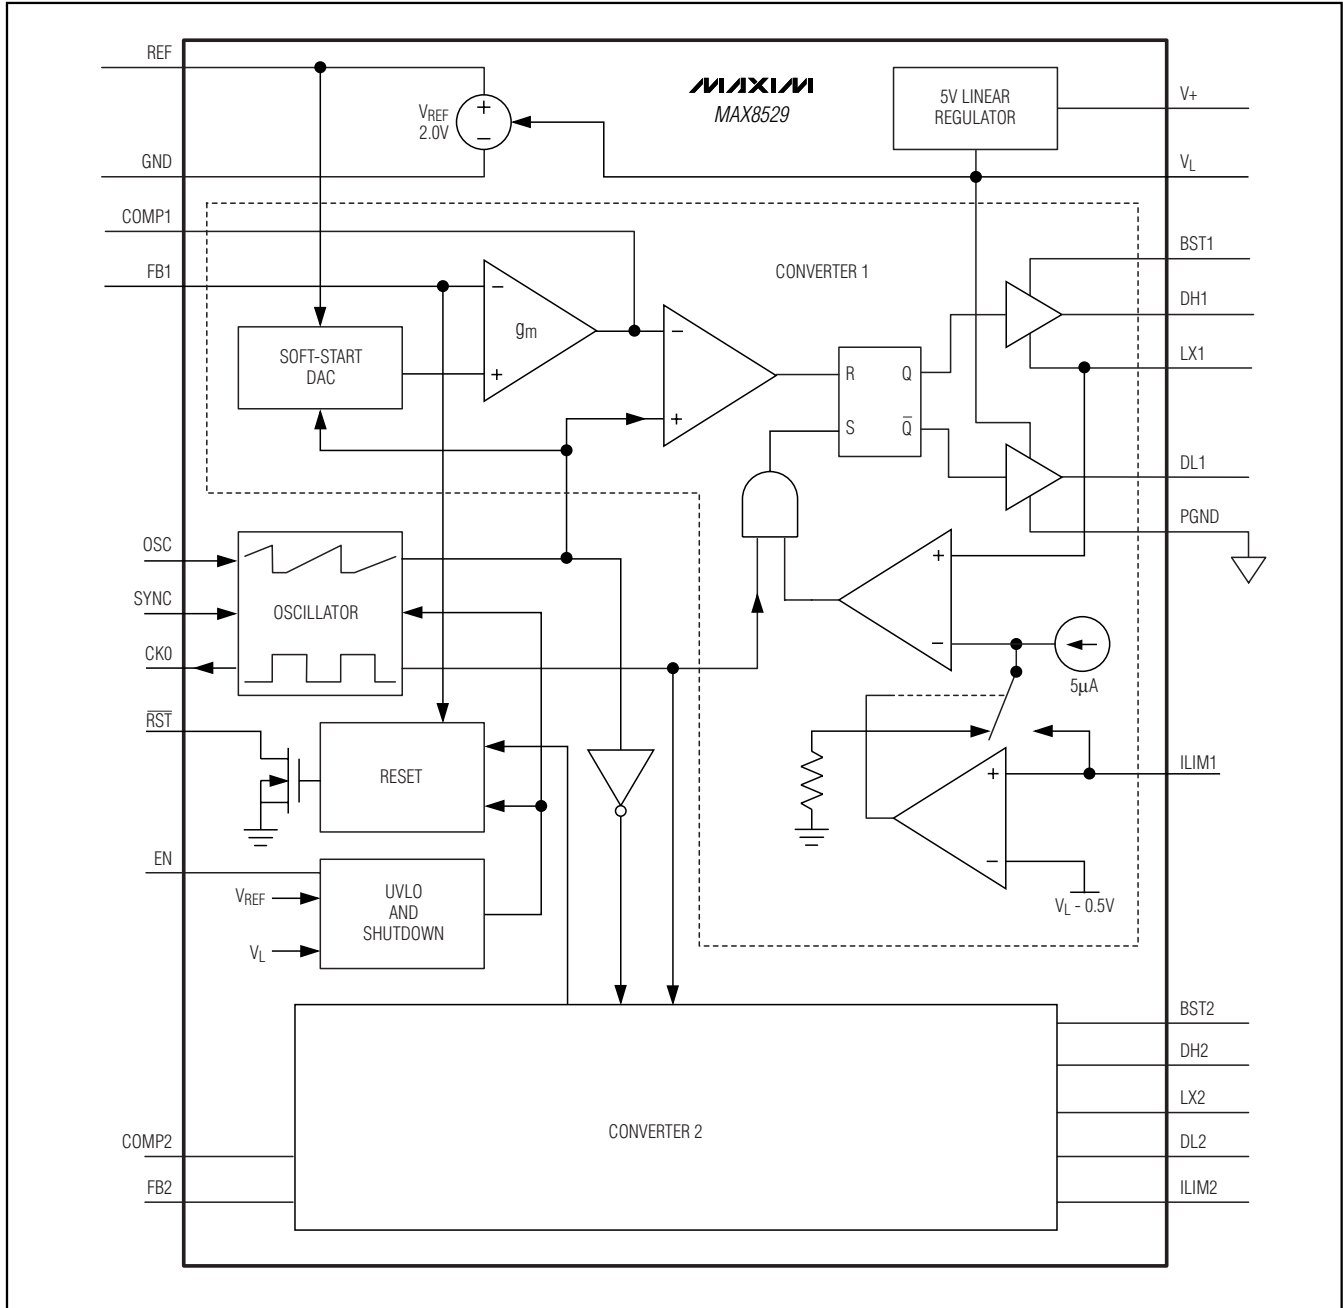 REF
MAXIM
MAX8529
VREF
2.0V
5V LINEAR
REGULATOR
V+
GND
VL
COMP1
BST1
FB1
CONVERTER 1
DH1
LX1
gm
SOFT-START
DAC
R Q
S Q̅
DL1
PGND
OSC
SYNC
OSCILLATOR
CK0
5µA
R̅S̅T̅
RESET
ILIM1
EN
VREF
UVLO
AND
SHUTDOWN
VL
VL - 0.5V
BST2
DH2
LX2
COMP2
CONVERTER 2
DL2
FB2
ILIM2